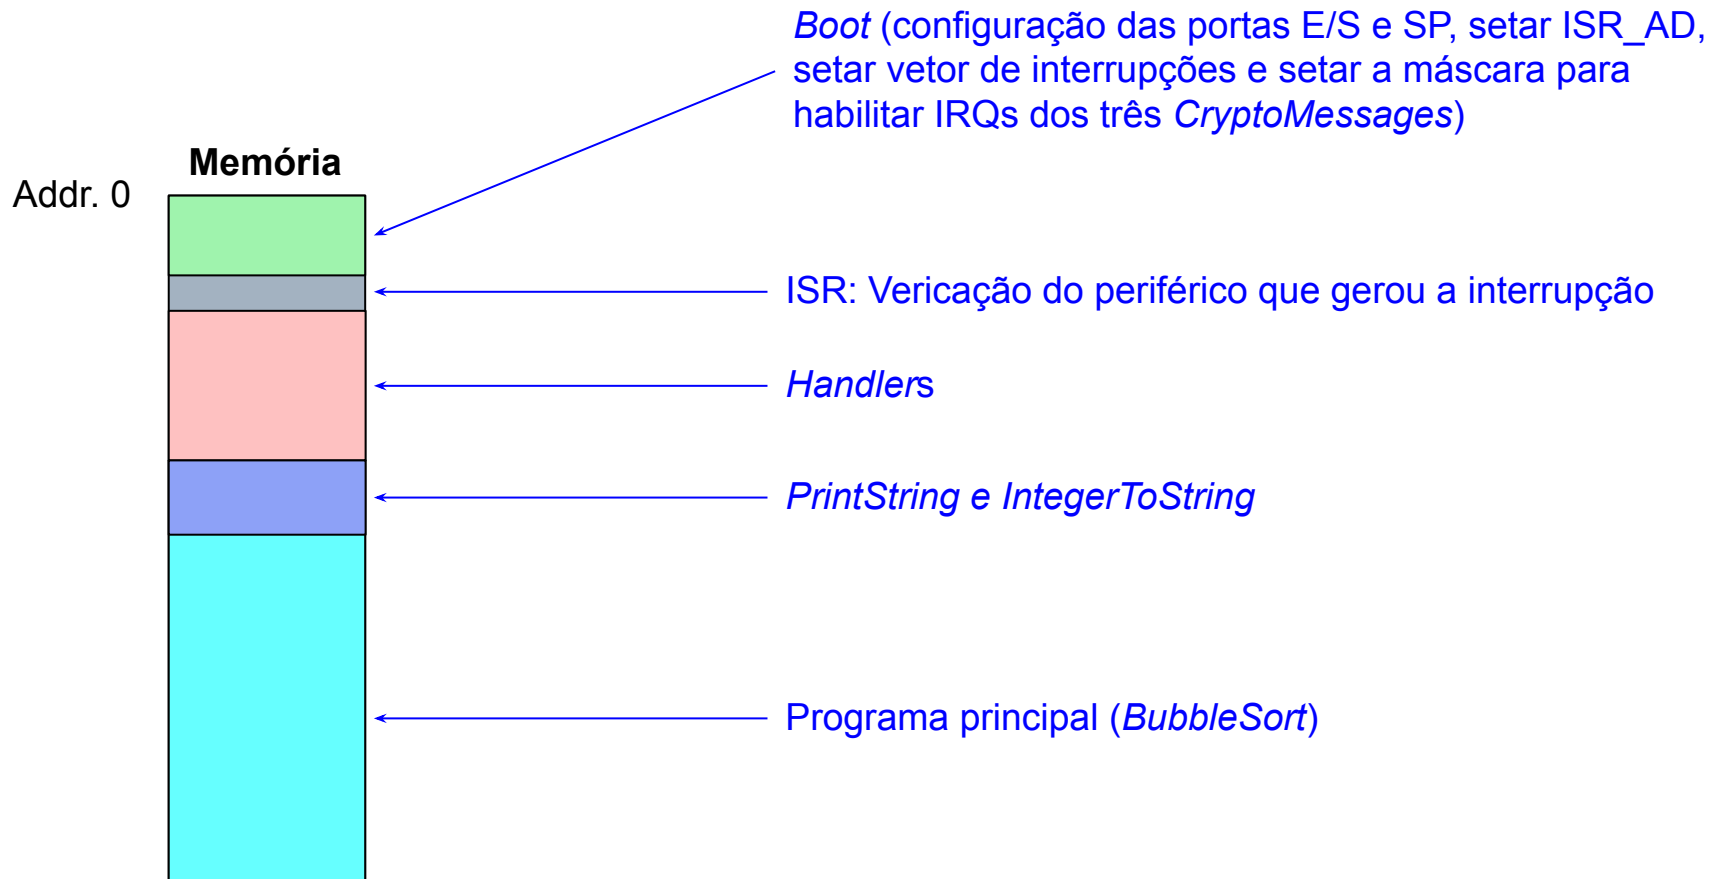 Boot (configuração das portas E/S e SP, setar ISR_AD,
setar vetor de interrupções e setar a máscara para
habilitar IRQs dos três CryptoMessages)
Memória
Addr. 0
ISR: Vericação do periférico que gerou a interrupção
Handlers
PrintString e IntegerToString
Programa principal (BubbleSort)